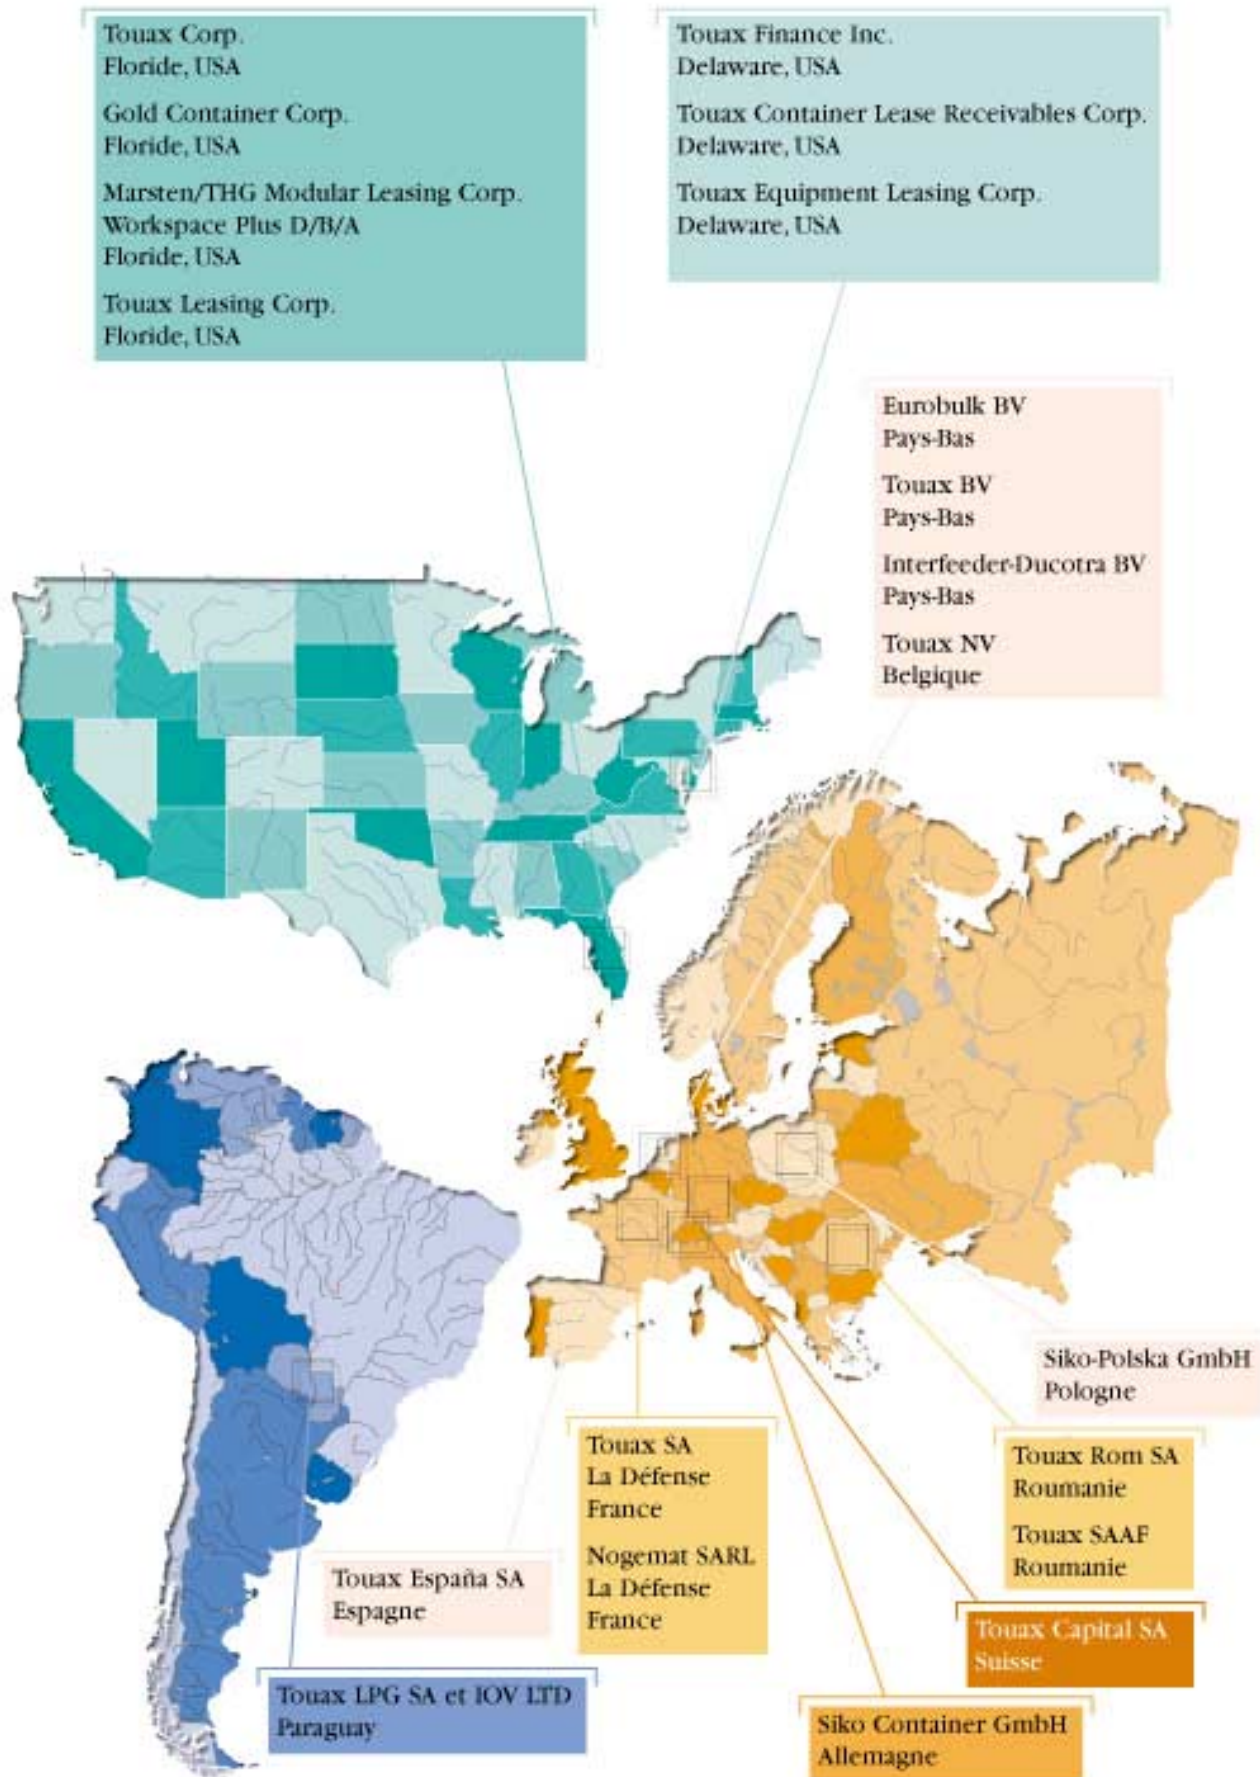 Touax Corp.
Floride, USA
Gold Container Corp.
Floride, USA
Marsten/THG Modular Leasing Corp.
Workspace Plus D/B/A
Floride, USA
Touax Leasing Corp.
Floride, USA
Touax Finance Inc.
Delaware, USA
Touax Container Lease Receivables Corp.
Delaware, USA
Touax Equipment Leasing Corp.
Delaware, USA
Eurobulk BV
Pays-Bas
Touax BV
Pays-Bas
Interfeeder-Ducotra BV
Pays-Bas
Touax NV
Belgique
Siko-Polska GmbH
Pologne
Touax SA
La Défense
France
Nogemat SARL
La Défense
France
Touax Rom SA
Roumanie
Touax SAAF
Roumanie
Touax España SA
Espagne
Touax Capital SA
Suisse
Touax LPG SA et IOV LTD
Paraguay
Siko Container GmbH
Allemagne